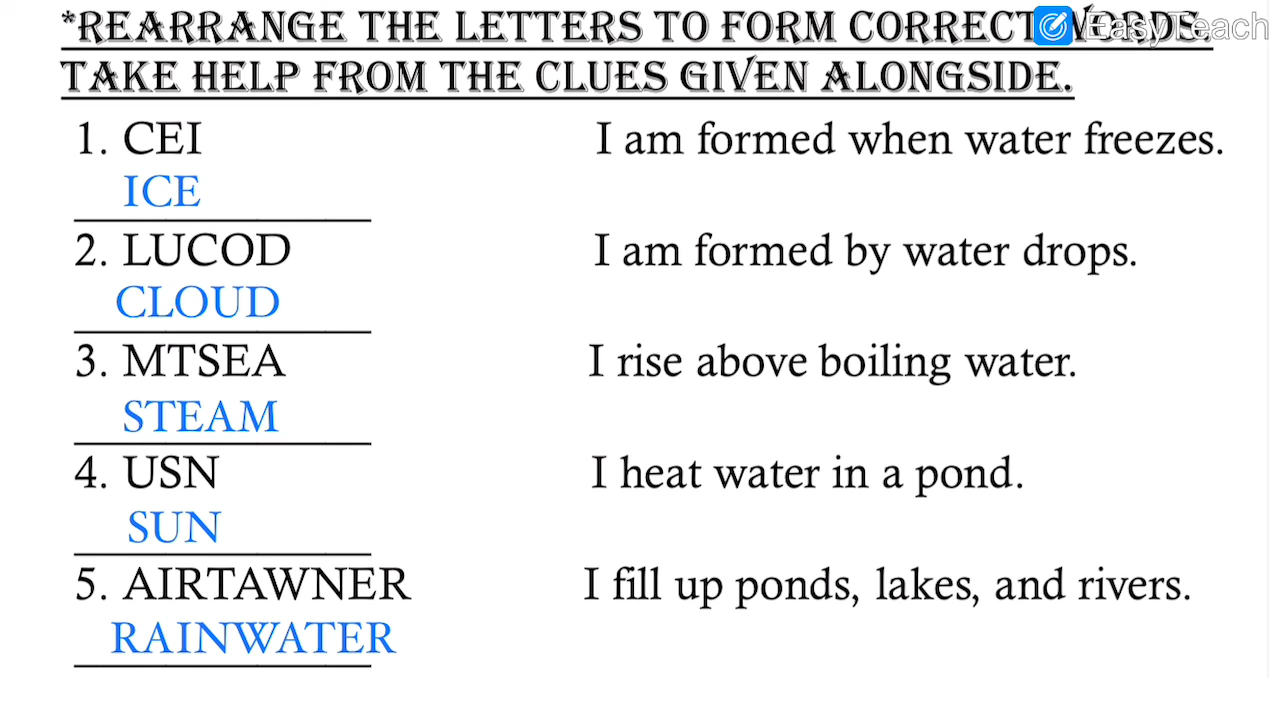 *REARRANGE THE LETTERS TO FORM CORRECT WORDS. EasyTeach
TAKE HELP FROM THE CLUES GIVEN ALONGSIDE.
1. CEI I am formed when water freezes.
ICE
2. LUCOD I am formed by water drops.
CLOUD
3. MTSEA I rise above boiling water.
STEAM
4. USN I heat water in a pond.
SUN
5. AIRTAWNER I fill up ponds, lakes, and rivers.
RAINWATER